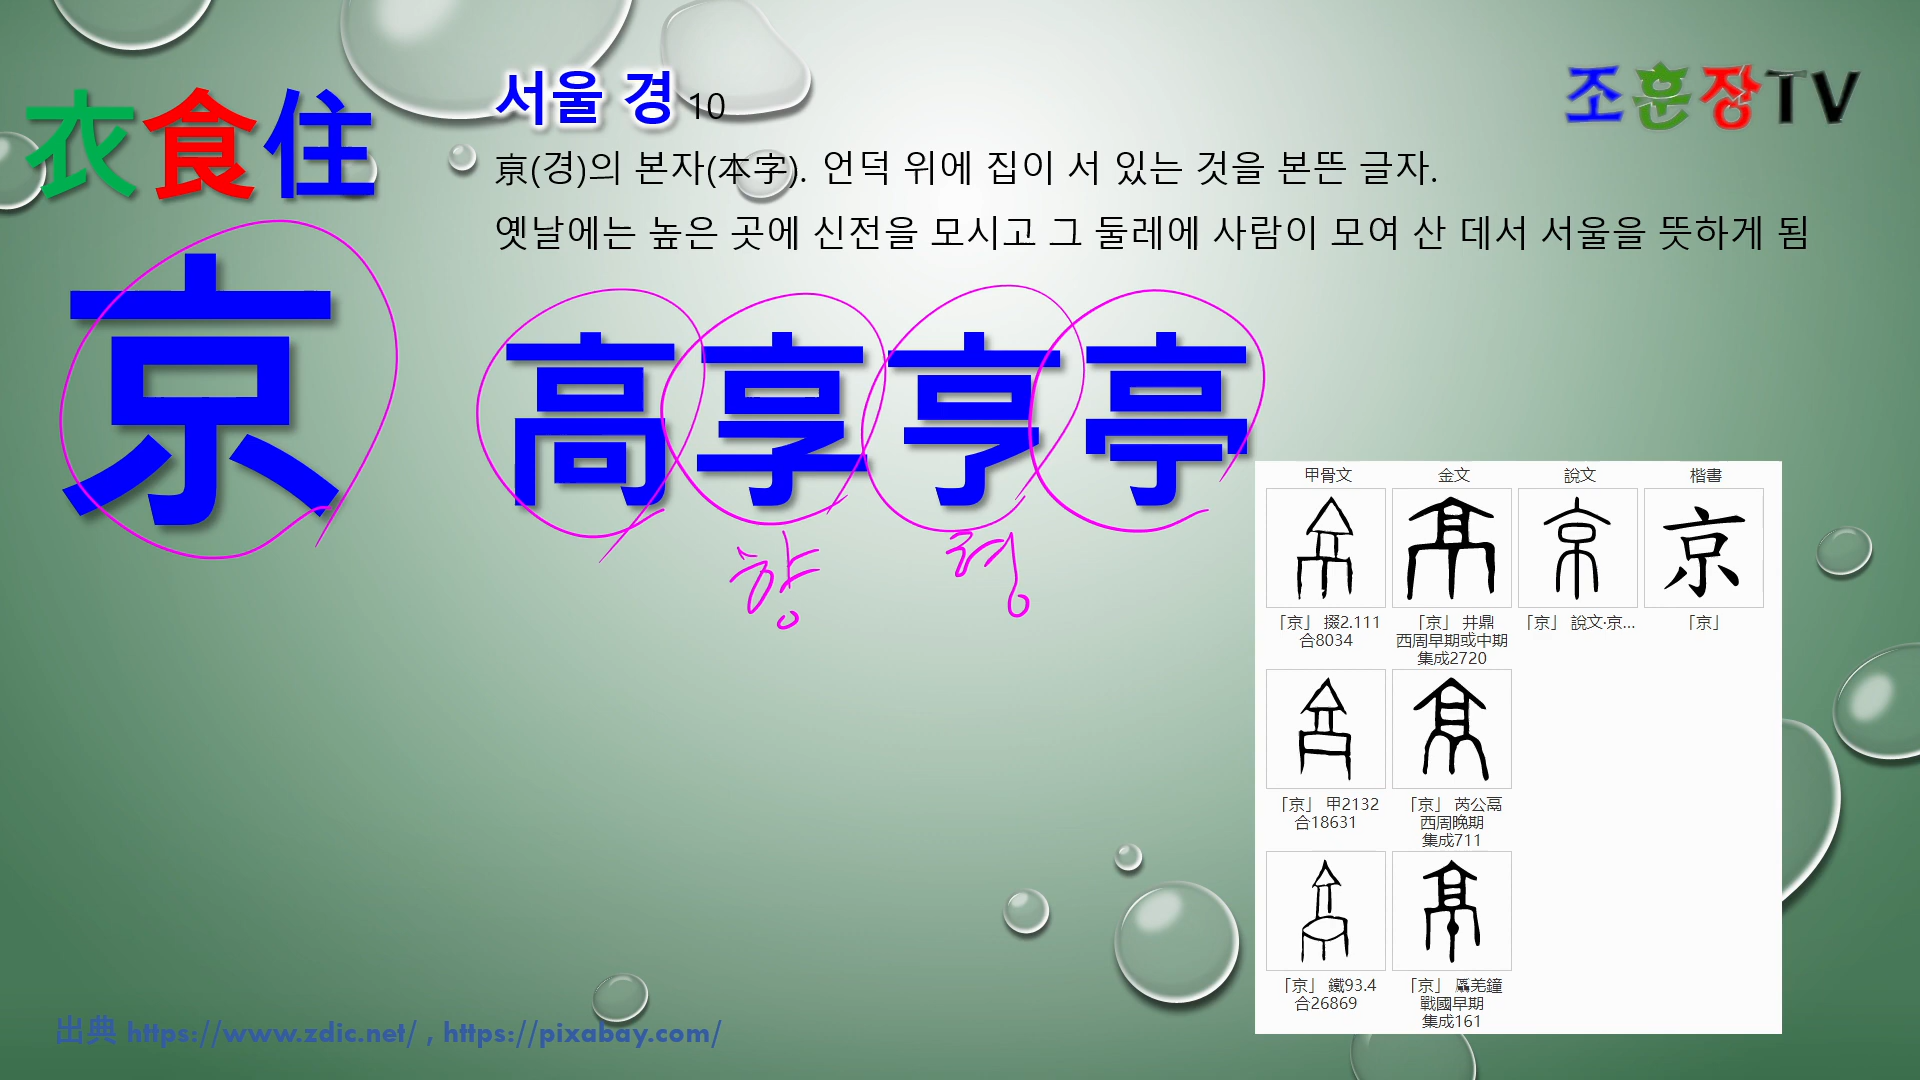 衣食住
서울 경 10
조훈장TV
亰(경)의 본자(本字). 언덕 위에 집이 서 있는 것을 본뜬 글자.
옛날에는 높은 곳에 신전을 모시고 그 둘레에 사람이 모여 산 데서 서울을 뜻하게 됨
京
高享亨亭
향 형
甲骨文 金文 說文 楷書
京
「京」 掇2.111 「京」 井鼎 「京」 說文·京... 「京」
合8034 西周早期或中期
集成2720
「京」 甲2132 「京」 芮公鬲
合18631 西周晚期
集成711
「京」 鐵93.4 「京」 羌鐘
合26869 戰國早期
集成161
出典 https://www.zdic.net/ , https://pixabay.com/